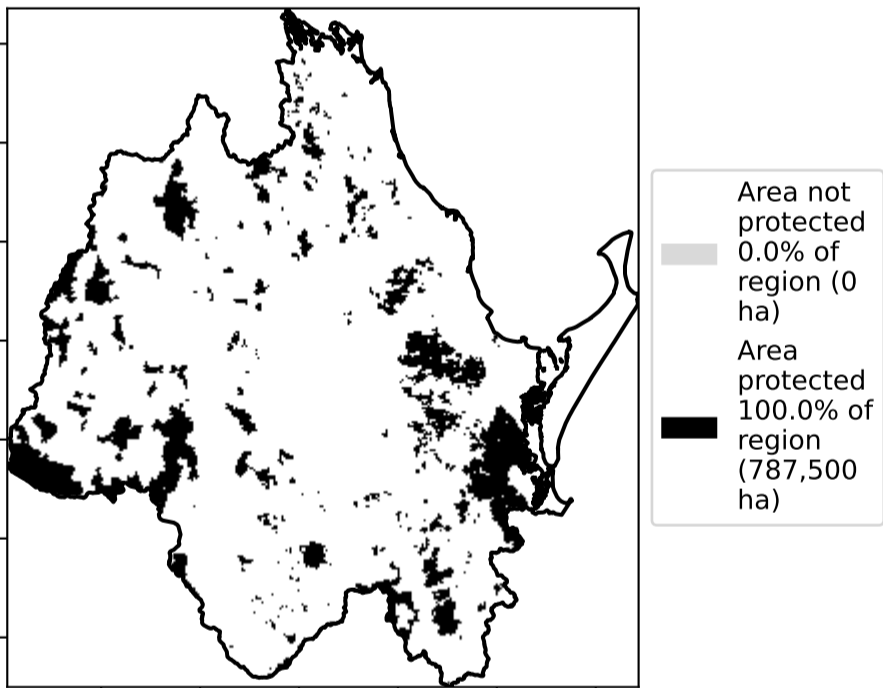 Area not
protected
0.0% of
region (0
ha)
Area
protected
100.0% of
region
(787,500
ha)